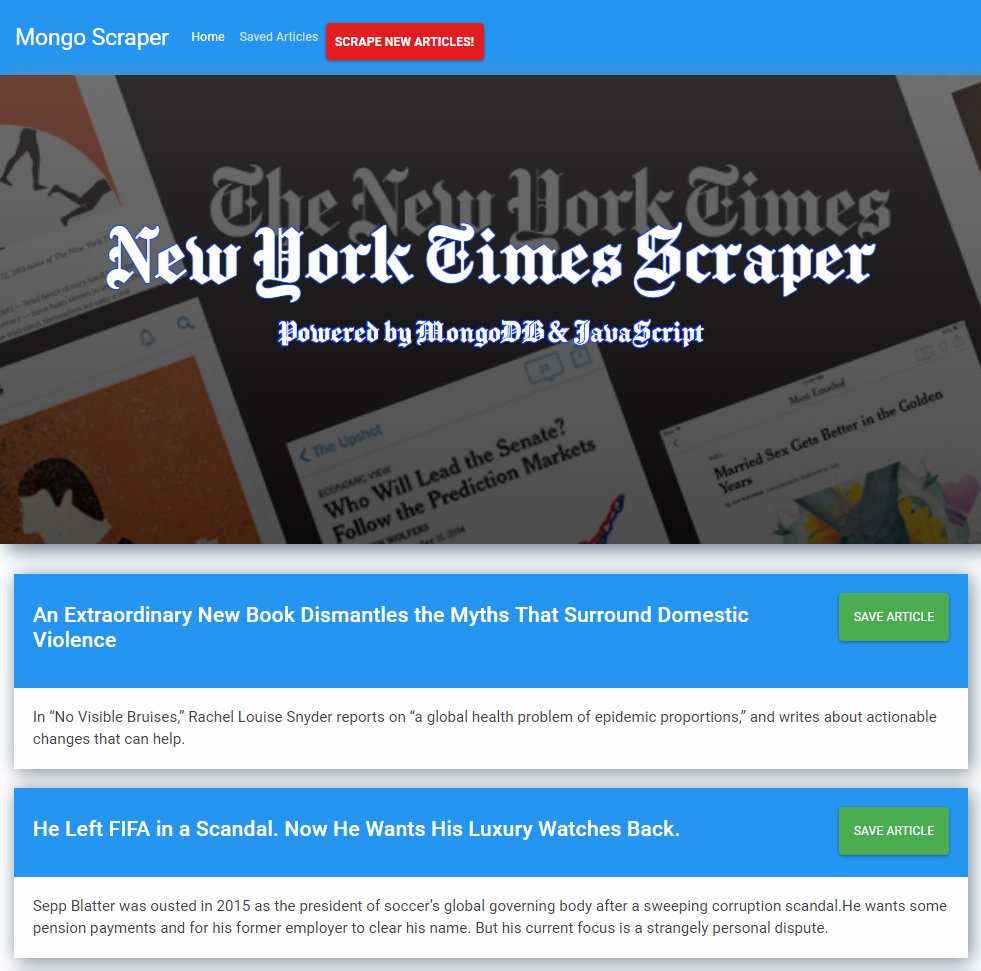 Mongo Scraper Home Saved Articles SCRAPE NEW ARTICLES!
The New York Times
New York Times Scraper
Powered by MongoDB & JavaScript
51
The Upshot
ECONOMIC VIEW
Who Will Lead the Senate?
Follow the Prediction Markets
WOLFERS
Most Emailed
WELL
Married Sex Gets Better in the Golden
Years
An Extraordinary New Book Dismantles the Myths That Surround Domestic
Violence
SAVE ARTICLE
In “No Visible Bruises,” Rachel Louise Snyder reports on “a global health problem of epidemic proportions,” and writes about actionable
changes that can help.
He Left FIFA in a Scandal. Now He Wants His Luxury Watches Back.
SAVE ARTICLE
Sepp Blatter was ousted in 2015 as the president of soccer’s global governing body after a sweeping corruption scandal.He wants some
pension payments and for his former employer to clear his name. But his current focus is a strangely personal dispute.